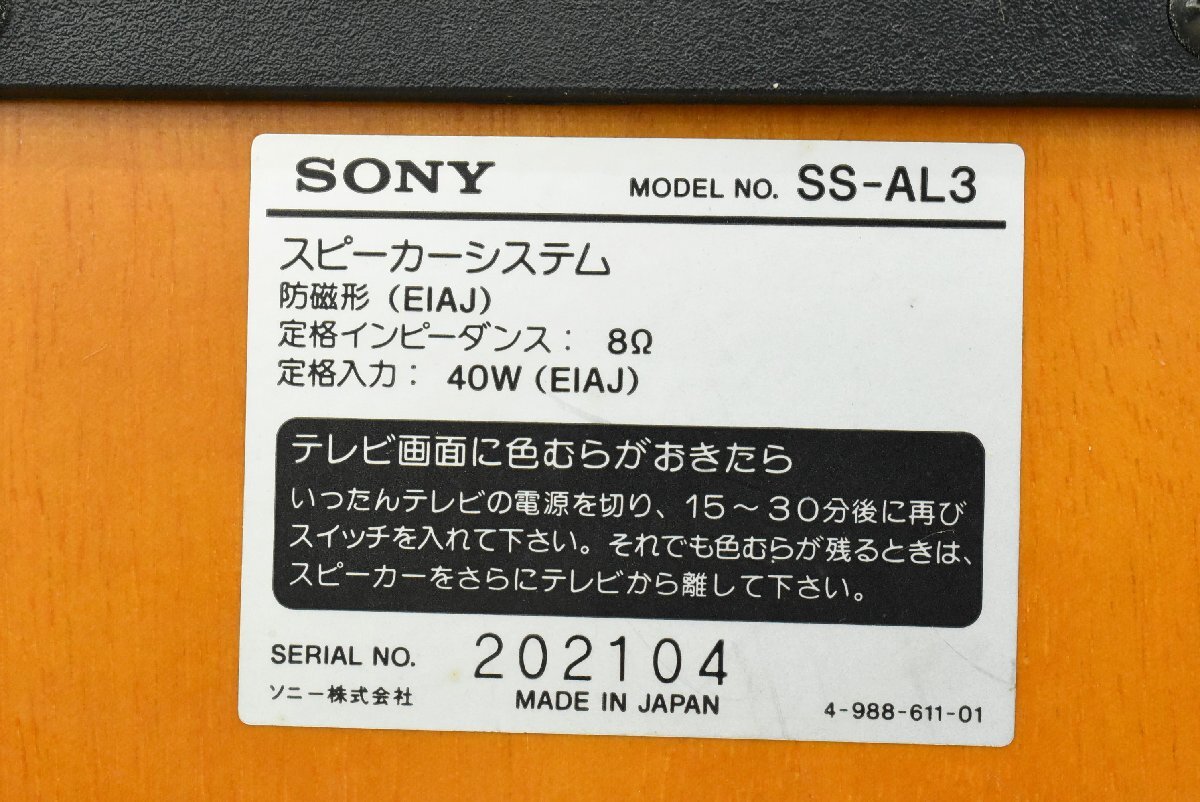 SONY MODEL NO. SS-AL3
スピーカーシステム
防磁形 (EIAJ)
定格インピーダンス： 8Ω
定格入力： 40W (EIAJ)
テレビ画面に色むらがおきたら
いったんテレビの電源を切り、15～30分後に再び
スイッチを入れて下さい。それでも色むらが残るときは、
スピーカーをさらにテレビから離して下さい。
SERIAL NO. 202104
ソニー株式会社 MADE IN JAPAN 4-988-611-01